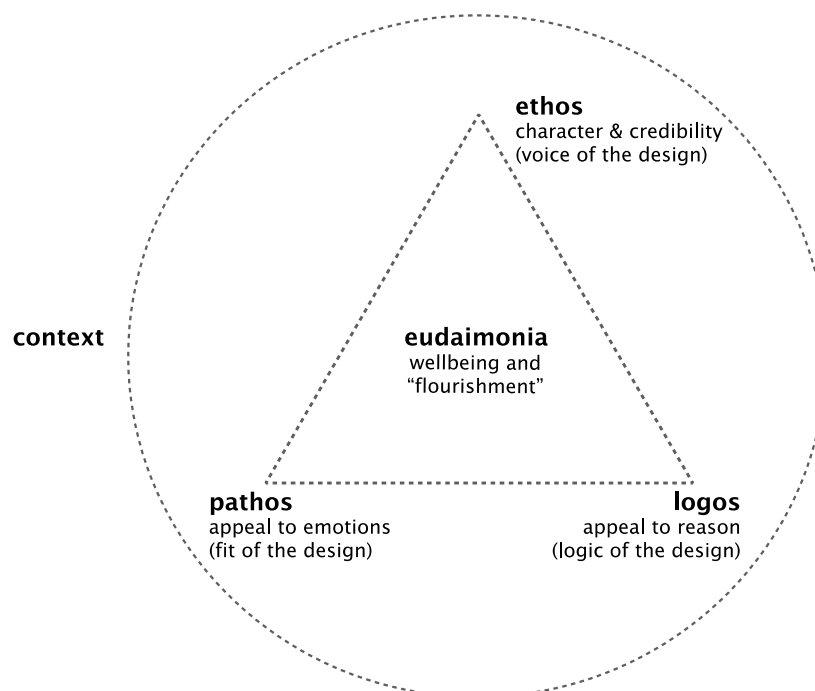 ethos
character & credibility
(voice of the design)
context
eudaimonia
wellbeing and
“flourishment”
pathos
appeal to emotions
(fit of the design)
logos
appeal to reason
(logic of the design)